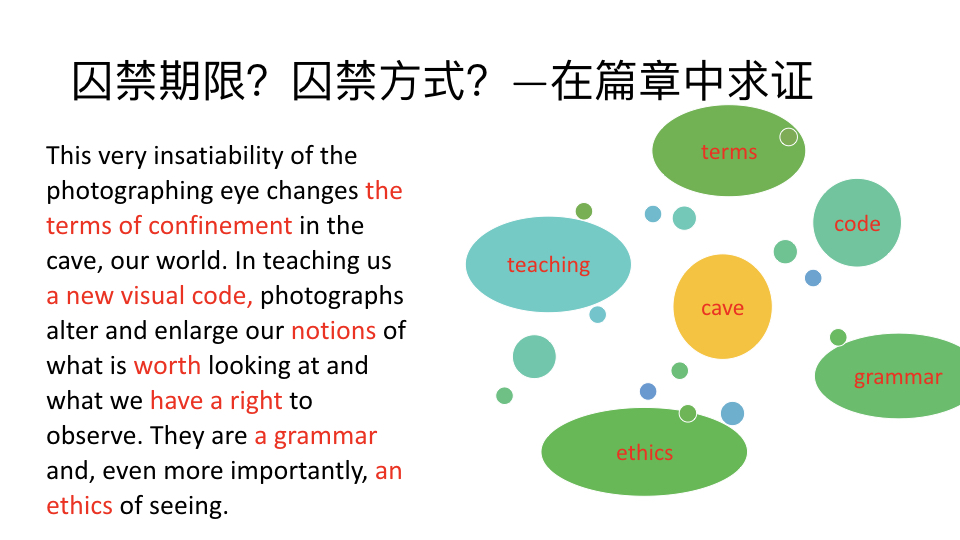 囚禁期限？囚禁方式？—在篇章中求证
This very insatiability of the
photographing eye changes the
terms of confinement in the
cave, our world. In teaching us
a new visual code, photographs
alter and enlarge our notions of
what is worth looking at and
what we have a right to
observe. They are a grammar
and, even more importantly, an
ethics of seeing.
terms
code
teaching
cave
grammar
ethics